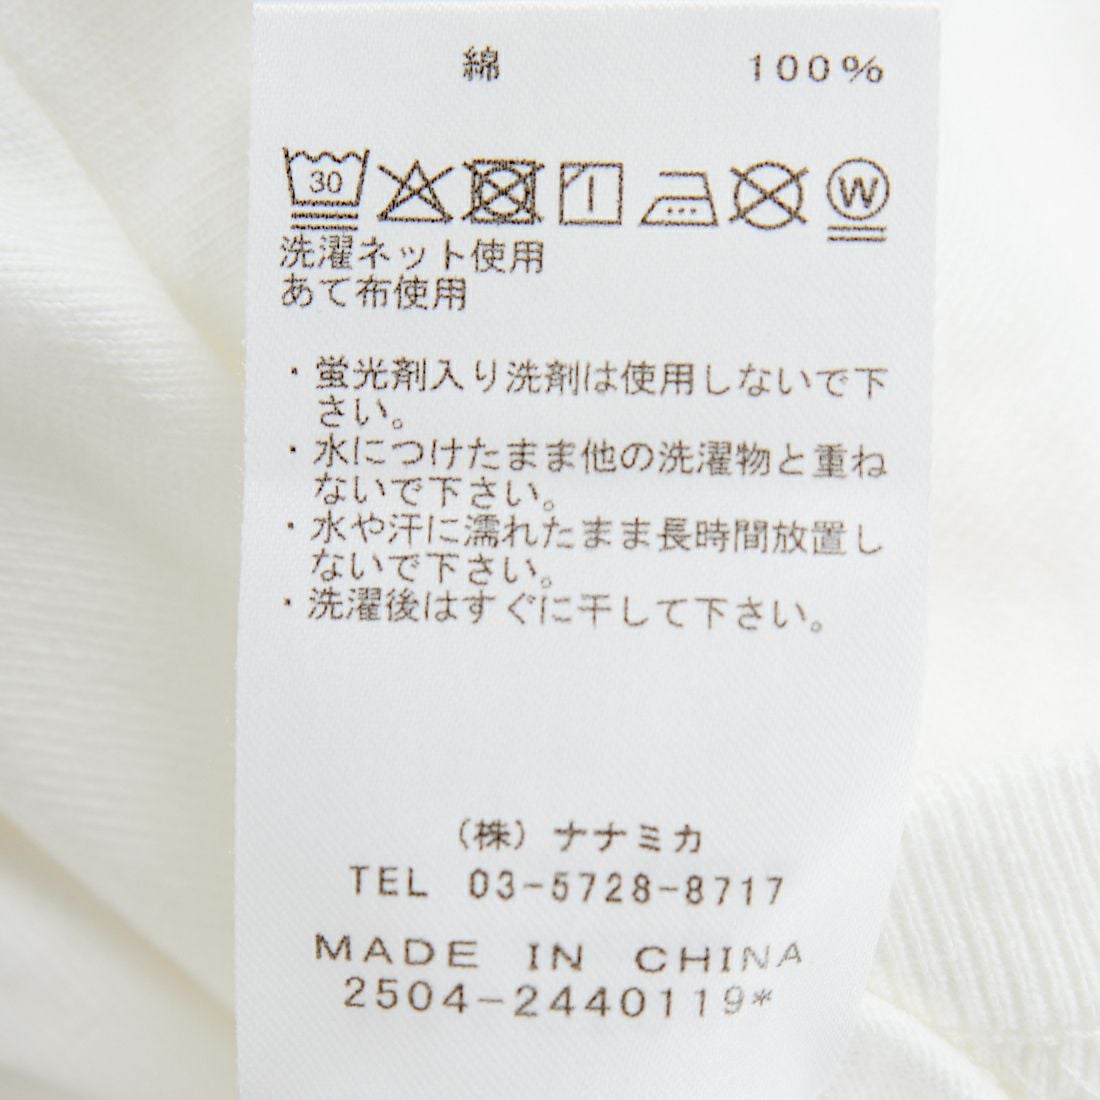 綿 100%
30
W
洗濯ネット使用
あて布使用
・蛍光剤入り洗剤は使用しないで下
さい。
・水につけたまま他の洗濯物と重ね
ないで下さい。
・水や汗に濡れたまま長時間放置し
ないで下さい。
・洗濯後はすぐに干して下さい。
(株) ナナミカ
TEL 03-5728-8717
MADE IN CHINA
2504-2440119*